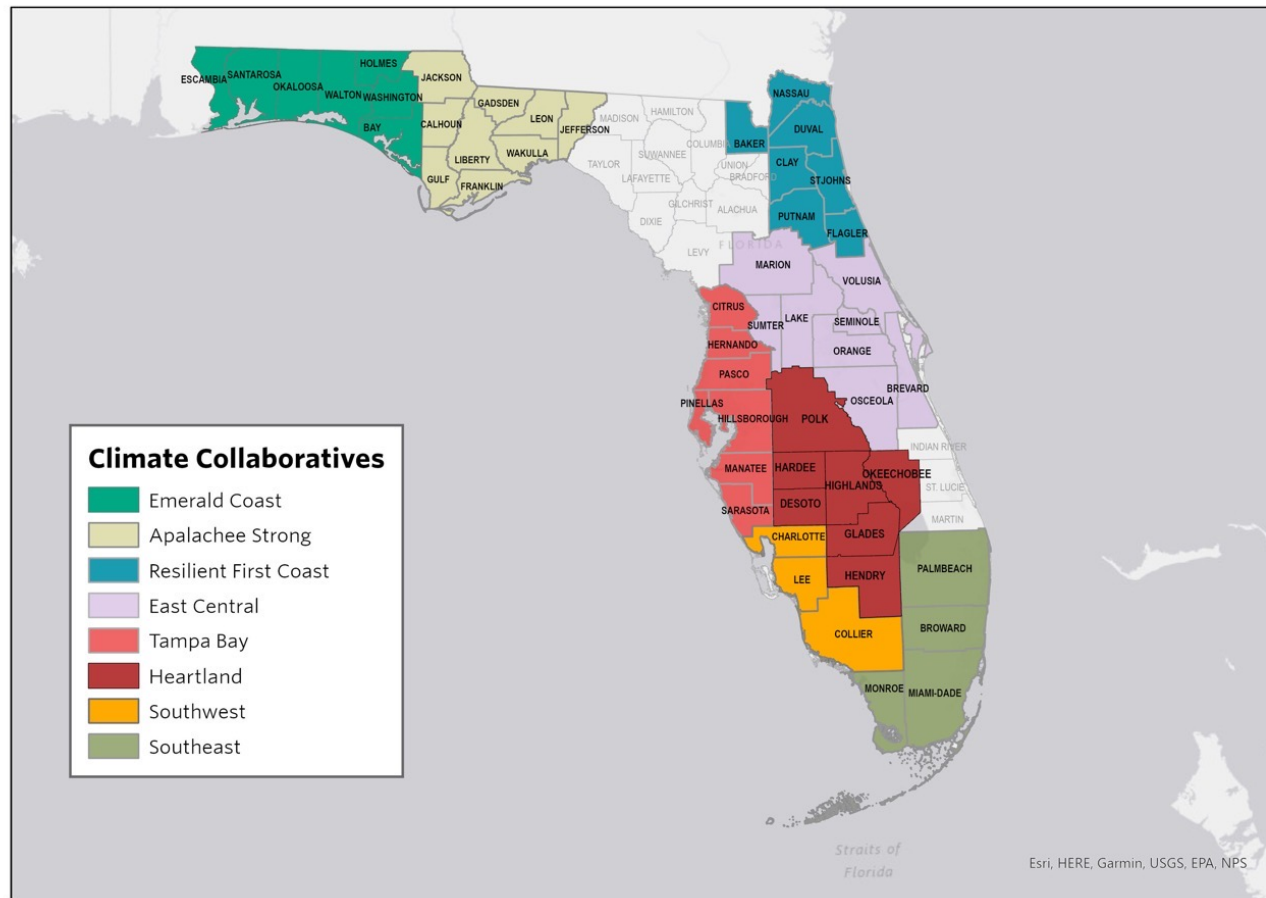 HOLMES
ESCAMBIA
SANTAROSA
OKALOOSA
WALTON
WASHINGTON
BAY
JACKSON
CALHOUN
GADSDEN
LEON
JEFFERSON
LIBERTY
WAKULLA
GULF
FRANKLIN
MADISON
HAMILTON
SUWANNEE
COLUMBIA
TAYLOR
LAFAYETTE
UNION
BRADFORD
GILCHRIST
ALACHUA
DIXIE
LEVY
FLORIDA
NASSAU
DUVAL
BAKER
CLAY
STJOHNS
PUTNAM
FLAGLER
MARION
VOLUSIA
CITRUS
SUMTER
LAKE
SEMINOLE
HERNANDO
ORANGE
PASCO
BREVARD
OSCEOLA
PINELLAS
HILLSBOROUGH
POLK
INDIAN RIVER
MANATEE
HARDEE
HIGHLANDS
OKEECHOBEE
ST. LUCIE
SARASOTA
DESOTO
MARTIN
CHARLOTTE
GLADES
LEE
HENDRY
PALMBEACH
COLLIER
BROWARD
MONROE
MIAMI-DADE
Climate Collaboratives
Emerald Coast
Apalachee Strong
Resilient First Coast
East Central
Tampa Bay
Heartland
Southwest
Southeast
Straits of
Florida
Esri, HERE, Garmin, USGS, EPA, NPS